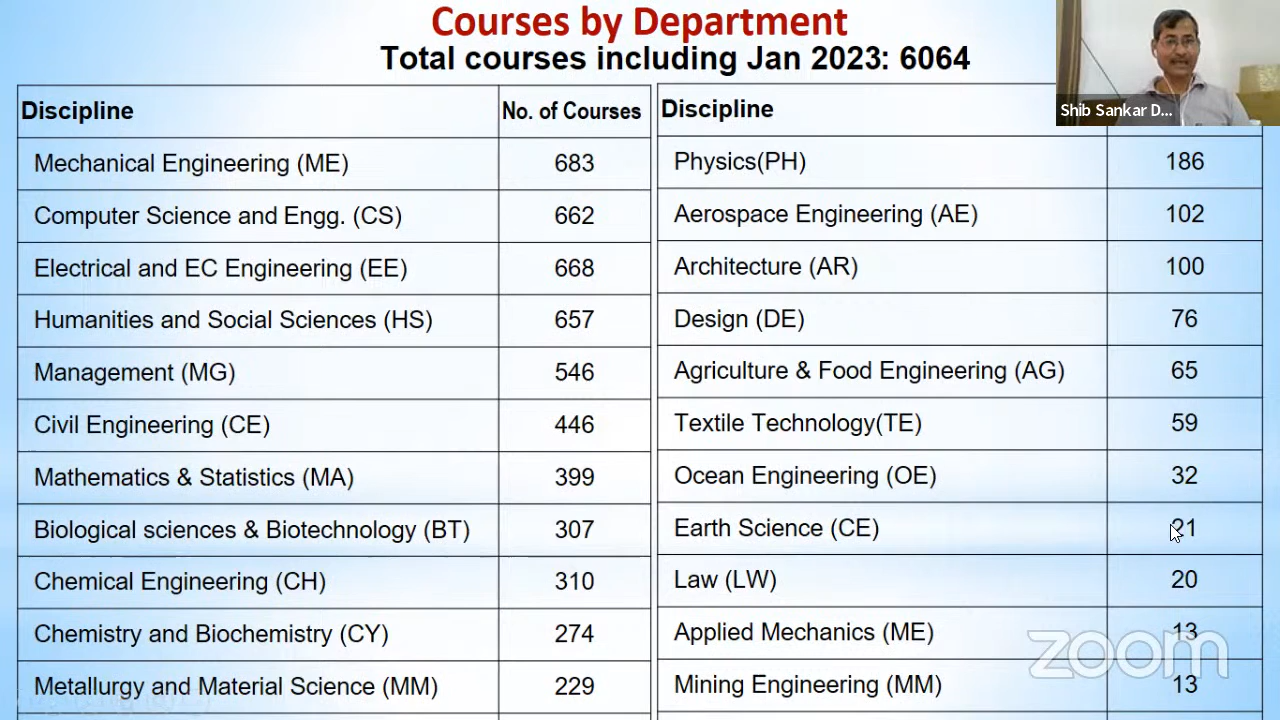 Courses by Department
Total courses including Jan 2023: 6064
Shib Sankar D...
Discipline No. of Courses
Mechanical Engineering (ME) 683
Computer Science and Engg. (CS) 662
Electrical and EC Engineering (EE) 668
Humanities and Social Sciences (HS) 657
Management (MG) 546
Civil Engineering (CE) 446
Mathematics & Statistics (MA) 399
Biological sciences & Biotechnology (BT) 307
Chemical Engineering (CH) 310
Chemistry and Biochemistry (CY) 274
Metallurgy and Material Science (MM) 229
Discipline
Physics(PH) 186
Aerospace Engineering (AE) 102
Architecture (AR) 100
Design (DE) 76
Agriculture & Food Engineering (AG) 65
Textile Technology(TE) 59
Ocean Engineering (OE) 32
Earth Science (CE) 21
Law (LW) 20
Applied Mechanics (ME) 13
Mining Engineering (MM) 13
zoom